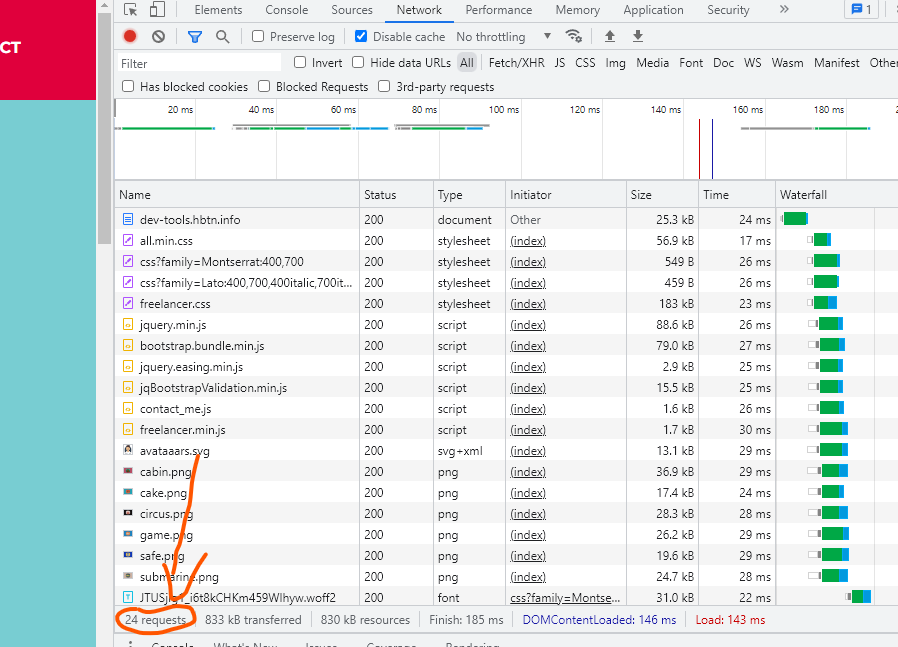 CT
Elements Console Sources Network Performance Memory Application Security » 1
Preserve log Disable cache No throttling
Filter Invert Hide data URLs All Fetch/XHR JS CSS Img Media Font Doc WS Wasm Manifest Other
Has blocked cookies Blocked Requests 3rd-party requests
20 ms 40 ms 60 ms 80 ms 100 ms 120 ms 140 ms 160 ms 180 ms
Name Status Type Initiator Size Time Waterfall
dev-tools.hbtn.info 200 document Other 25.3 kB 24 ms
all.min.css 200 stylesheet (index) 56.9 kB 17 ms
css?family=Montserrat:400,700 200 stylesheet (index) 549 B 26 ms
css?family=Lato:400,700,400italic,700it... 200 stylesheet (index) 459 B 26 ms
freelancer.css 200 stylesheet (index) 183 kB 23 ms
jquery.min.js 200 script (index) 88.6 kB 26 ms
bootstrap.bundle.min.js 200 script (index) 79.0 kB 27 ms
jquery.easing.min.js 200 script (index) 2.9 kB 25 ms
jqBootstrapValidation.min.js 200 script (index) 15.5 kB 25 ms
contact_me.js 200 script (index) 1.6 kB 26 ms
freelancer.min.js 200 script (index) 1.7 kB 30 ms
avataaars.svg 200 svg+xml (index) 13.1 kB 29 ms
cabin.png 200 png (index) 36.9 kB 29 ms
cake.png 200 png (index) 17.4 kB 24 ms
circus.png 200 png (index) 28.3 kB 28 ms
game.png 200 png (index) 26.2 kB 29 ms
safe.png 200 png (index) 19.6 kB 29 ms
submarine.png 200 png (index) 24.7 kB 28 ms
200 font css?family=Montse... 31.0 kB 22 ms
24 requests 833 kB transferred 830 kB resources Finish: 185 ms DOMContentLoaded: 146 ms Load: 143 ms
Console What's New Issues Coverage Rendering